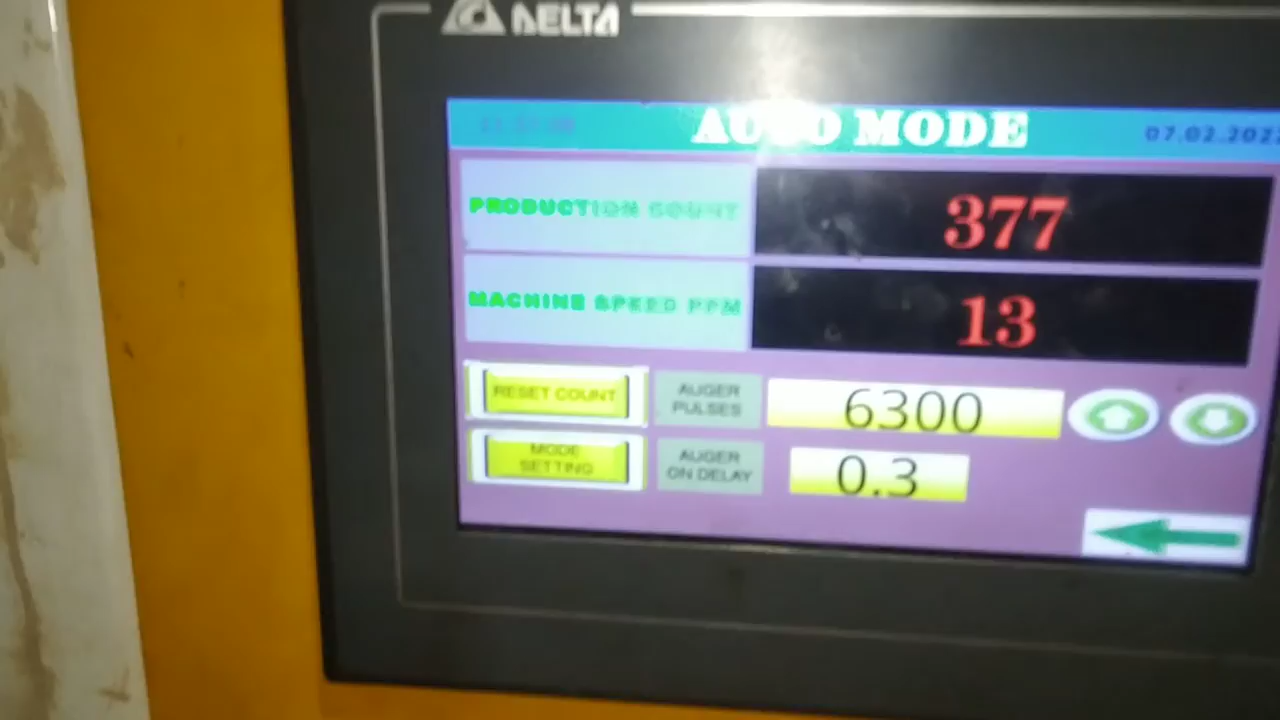 DELTA
AUTO MODE
07.02.202
PRODUCTION COUNT
377
MACHINE SPEED PPM
13
RESET COUNT
AUGER
PULSES
6300
MODE
SETTING
AUGER
ON DELAY
0.3